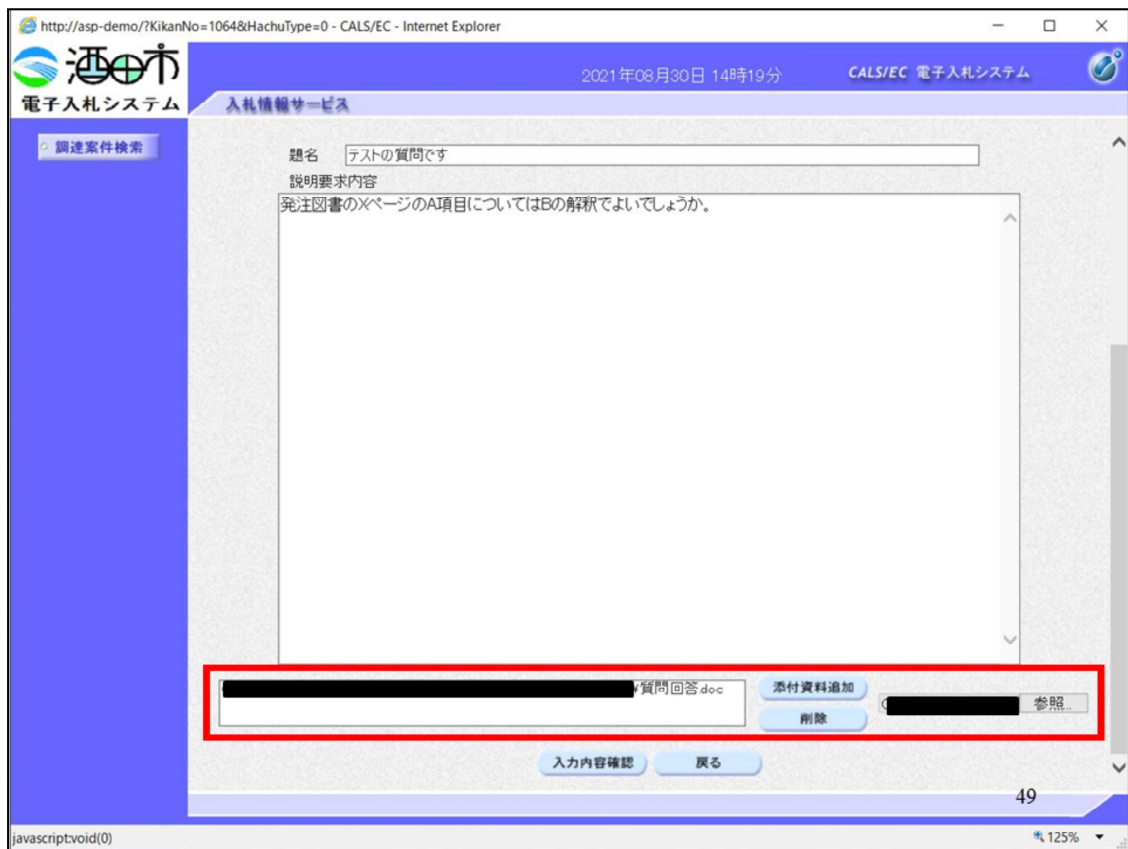 http://asp-demo/?KikanNo=1064&HachuType=0 - CALS/EC - Internet Explorer
酒田市
電子入札システム
2021年08月30日 14時19分
CALS/EC 電子入札システム
入札情報サービス
調達案件検索
題名
テストの質問です
説明要求内容
発注図書のXページのA項目についてはBの解釈でよいでしょうか。
¥質問回答.doc
添付資料追加
削除
参照...
入力内容確認
戻る
49
javascript:void(0)
125%